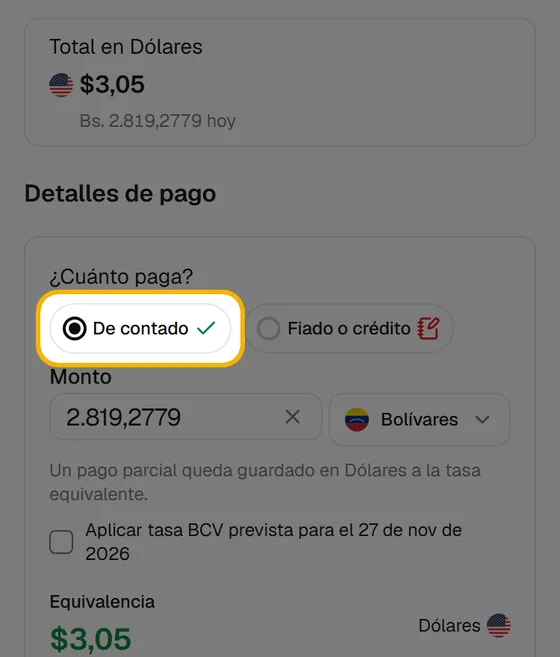 Total en Dólares
$3,05
Bs. 2.819,2779 hoy
Detalles de pago
¿Cuánto paga?
De contado
Fiado o crédito
Monto
2.819,2779
Bolívares
Un pago parcial queda guardado en Dólares a la tasa
equivalente.
Aplicar tasa BCV prevista para el 27 de nov de
2026
Equivalencia
Dólares
$3,05